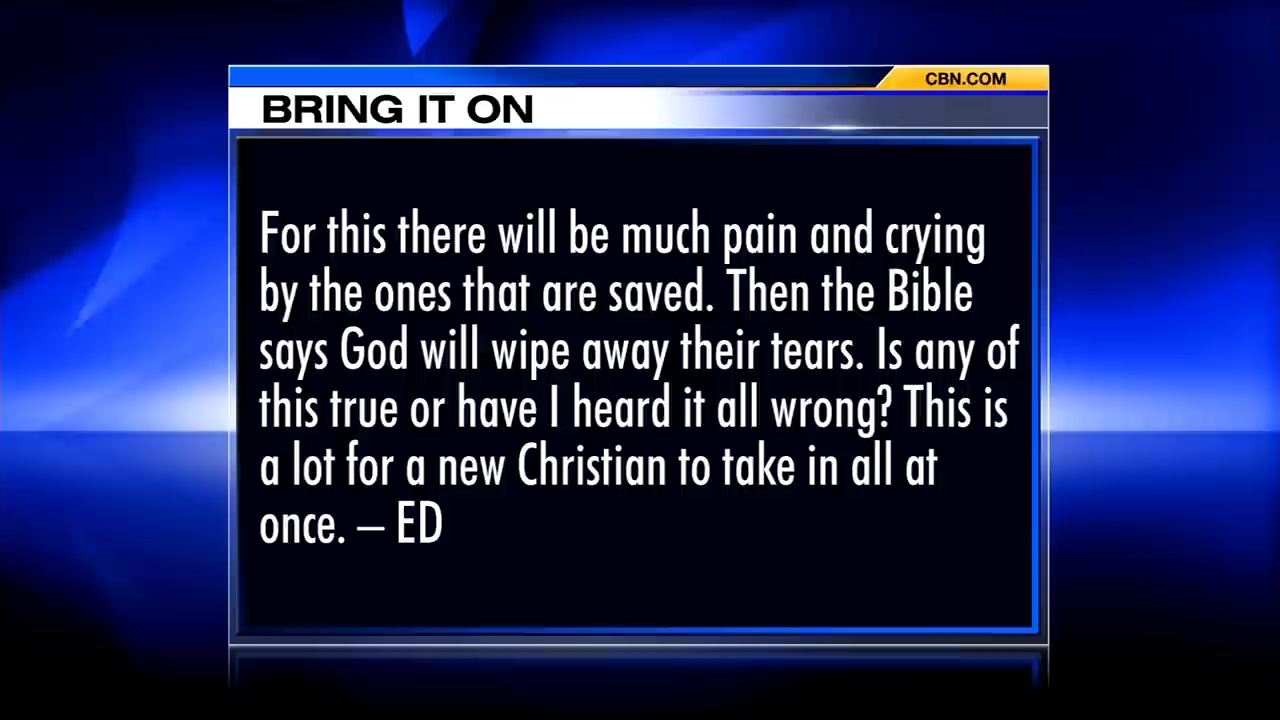 CBN.COM
BRING IT ON
For this there will be much pain and crying
by the ones that are saved. Then the Bible
says God will wipe away their tears. Is any of
this true or have I heard it all wrong? This is
a lot for a new Christian to take in all at
once. – ED